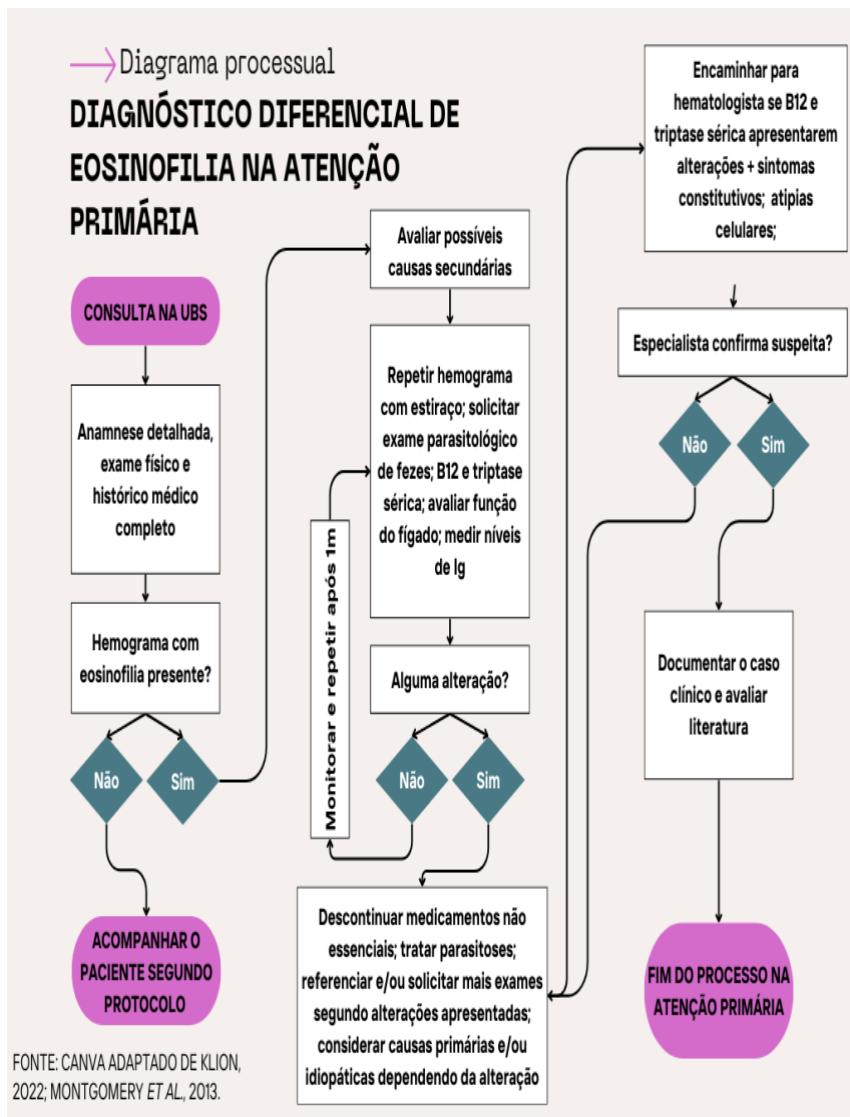 Diagrama processual
DIAGNÓSTICO DIFERENCIAL DE
EOSINOFILIA NA ATENÇÃO
PRIMÁRIA
CONSULTA NA UBS
Anamnese detalhada,
exame físico e
histórico médico
completo
Hemograma com
eosinofilia presente?
Não
Sim
ACOMPANHAR O
PACIENTE SEGUNDO
PROTOCOLO
Avaliar possíveis
causas secundárias
Repetir hemograma
com estiraço; solicitar
exame parasitológico
de fezes; B12 e triptase
sérica; avaliar função
do fígado; medir níveis
de Ig
Monitorar e repetir após 1m
Alguma alteração?
Não
Sim
Descontinuar medicamentos não
essenciais; tratar parasitoses;
referenciar e/ou solicitar mais exames
segundo alterações apresentadas;
considerar causas primárias e/ou
idiopáticas dependendo da alteração
Encaminhar para
hematologista se B12 e
triptase sérica apresentarem
alterações + sintomas
constitutivos; atipias
celulares;
Especialista confirma suspeita?
Não
Sim
Documentar o caso
clínico e avaliar
literatura
FIM DO PROCESSO NA
ATENÇÃO PRIMÁRIA
FONTE: CANVA ADAPTADO DE KLION,
2022; MONTGOMERY ET AL., 2013.